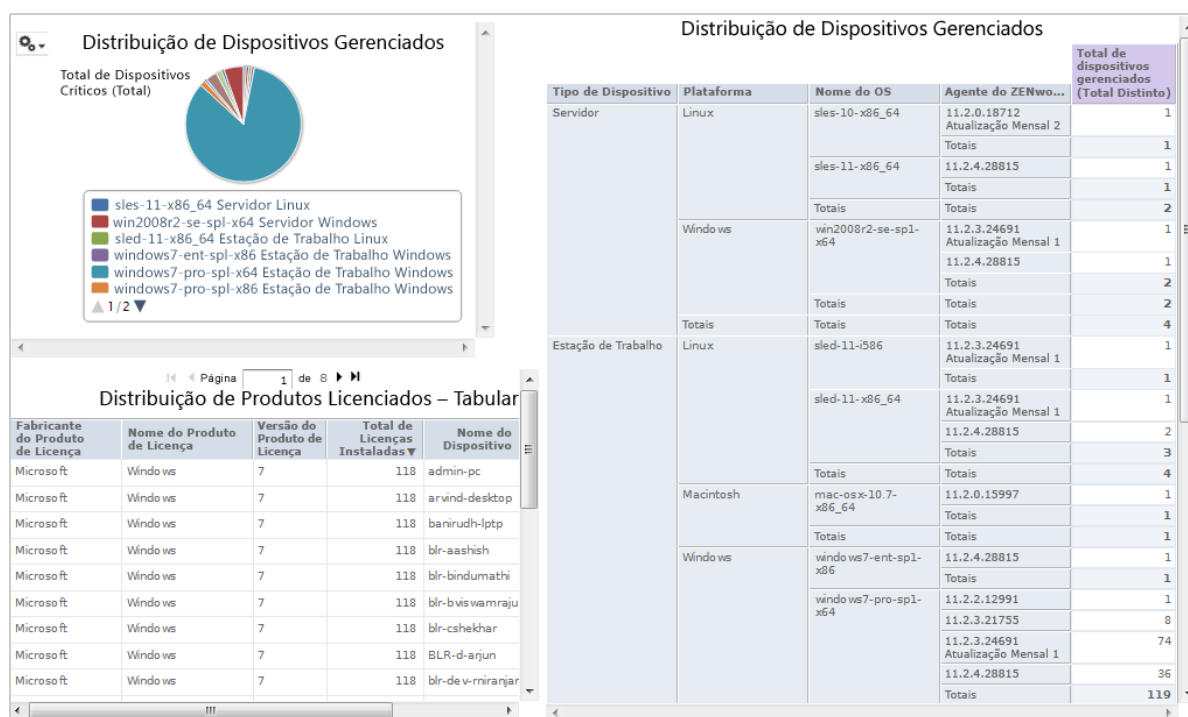 Distribuição de Dispositivos Gerenciados
Total de Dispositivos
Críticos (Total)
sles-11-x86_64 Servidor Linux
win2008r2-se-spl-x64 Servidor Windows
sled-11-x86_64 Estação de Trabalho Linux
windows7-ent-spl-x86 Estação de Trabalho Windows
windows7-pro-spl-x64 Estação de Trabalho Windows
windows7-pro-spl-x86 Estação de Trabalho Windows
1/2
Página 1 de 8
Distribuição de Produtos Licenciados – Tabular
Fabricante do Produto de Licença Nome do Produto de Licença Versão do Produto de Licença Total de Licenças Instaladas Nome do Dispositivo
Microsoft Windows 7 118 admin-pc
Microsoft Windows 7 118 arvind-desktop
Microsoft Windows 7 118 banirudh-lptp
Microsoft Windows 7 118 blr-aashish
Microsoft Windows 7 118 blr-bindumathi
Microsoft Windows 7 118 blr-bviswamraju
Microsoft Windows 7 118 blr-cshekhar
Microsoft Windows 7 118 BLR-d-arjun
Microsoft Windows 7 118 blr-dev-rniranjar
Distribuição de Dispositivos Gerenciados
Tipo de Dispositivo Plataforma Nome do OS Agente do ZENwo... Total de dispositivos gerenciados (Total Distinto)
Servidor Linux sles-10-x86_64 11.2.0.18712 Atualização Mensal 2 1
Totais 1
sles-11-x86_64 11.2.4.28815 1
Totais 1
Totais Totais 2
Windows win2008r2-se-sp1-x64 11.2.3.24691 Atualização Mensal 1 1
11.2.4.28815 1
Totais 2
Totais Totais 2
Totais Totais Totais 4
Estação de Trabalho Linux sled-11-i586 11.2.3.24691 Atualização Mensal 1 1
Totais 1
sled-11-x86_64 11.2.3.24691 Atualização Mensal 1 1
11.2.4.28815 2
Totais 3
Totais Totais 4
Macintosh mac-osx-10.7-x86_64 11.2.0.15997 1
Totais 1
Totais Totais 1
Windows windows7-ent-sp1-x86 11.2.4.28815 1
Totais 1
windows7-pro-sp1-x64 11.2.2.12991 1
11.2.3.21755 8
11.2.3.24691 Atualização Mensal 1 74
11.2.4.28815 36
Totais 119